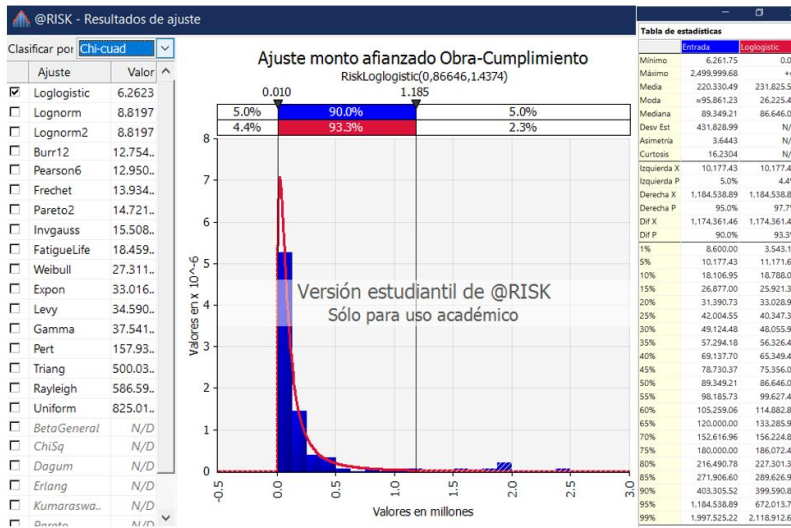 @RISK - Resultados de ajuste
Clasificar por Chi-cuad
Ajuste Valor
Loglogistic 6.2623
Lognorm 8.8197
Lognorm2 8.8197
Burr12 12.754..
Pearson6 12.950..
Frechet 13.934..
Pareto2 14.721..
Invgauss 15.508..
FatigueLife 18.459..
Weibull 27.311..
Expon 33.016..
Levy 34.590..
Gamma 37.541..
Pert 157.93..
Triang 500.03..
Rayleigh 586.59..
Uniform 825.01..
BetaGeneral N/D
ChiSq N/D
Dagum N/D
Erlang N/D
Kumaraswa.. N/D
Pareto N/D
Ajuste monto afianzado Obra-Cumplimiento
RiskLoglogistic(0,86646,1.4374)
0.010 1.185
5.0% 90.0% 5.0%
4.4% 93.3% 2.3%
Valores en x 10^-6
8
7
6
5
4
3
2
1
0
Versión estudiantil de @RISK
Sólo para uso académico
-0.5 0.0 0.5 1.0 1.5 2.0 2.5 3.0
Valores en millones
Tabla de estadísticas
Entrada Loglogistic
Mínimo 6.261.75 0.0
Máximo 2.499,999.68 +
Media 220.330.49 231.825.5
Moda ≈95,861.23 26,225.4
Mediana 89,349.21 86,646.0
Desv Est 431.828.99 N/
Asimetría 3.6443 N/
Curtosis 16.2304 N/
Izquierda X 10,177.43 10,177.4
Izquierda P 5.0% 4.4%
Derecha X 1,184,538.89 1,184,538.8
Derecha P 95.0% 97.7%
Dif X 1,174,361.46 1,174,361.4
Dif P 90.0% 93.3%
1% 8,600.00 3,543.1
5% 10,177.43 11,171.6
10% 18,106.95 18,788.0
15% 26,877.00 25,921.3
20% 31,390.73 33,028.9
25% 42,004.55 40,347.3
30% 49,124.48 48,055.9
35% 57,294.18 56,326.4
40% 69,137.70 65,349.4
45% 78,730.37 75,356.0
50% 89,349.21 86,646.0
55% 98,185.73 99,627.4
60% 105,259.06 114,882.8
65% 120,000.00 133,285.9
70% 152,616.96 156,224.8
75% 180,000.00 186,072.4
80% 216,490.78 227,301.3
85% 271,906.60 289,626.9
90% 403,305.52 399,590.8
95% 1,184,538.89 672,013.7
99% 1,997,525.22 2,118,912.6